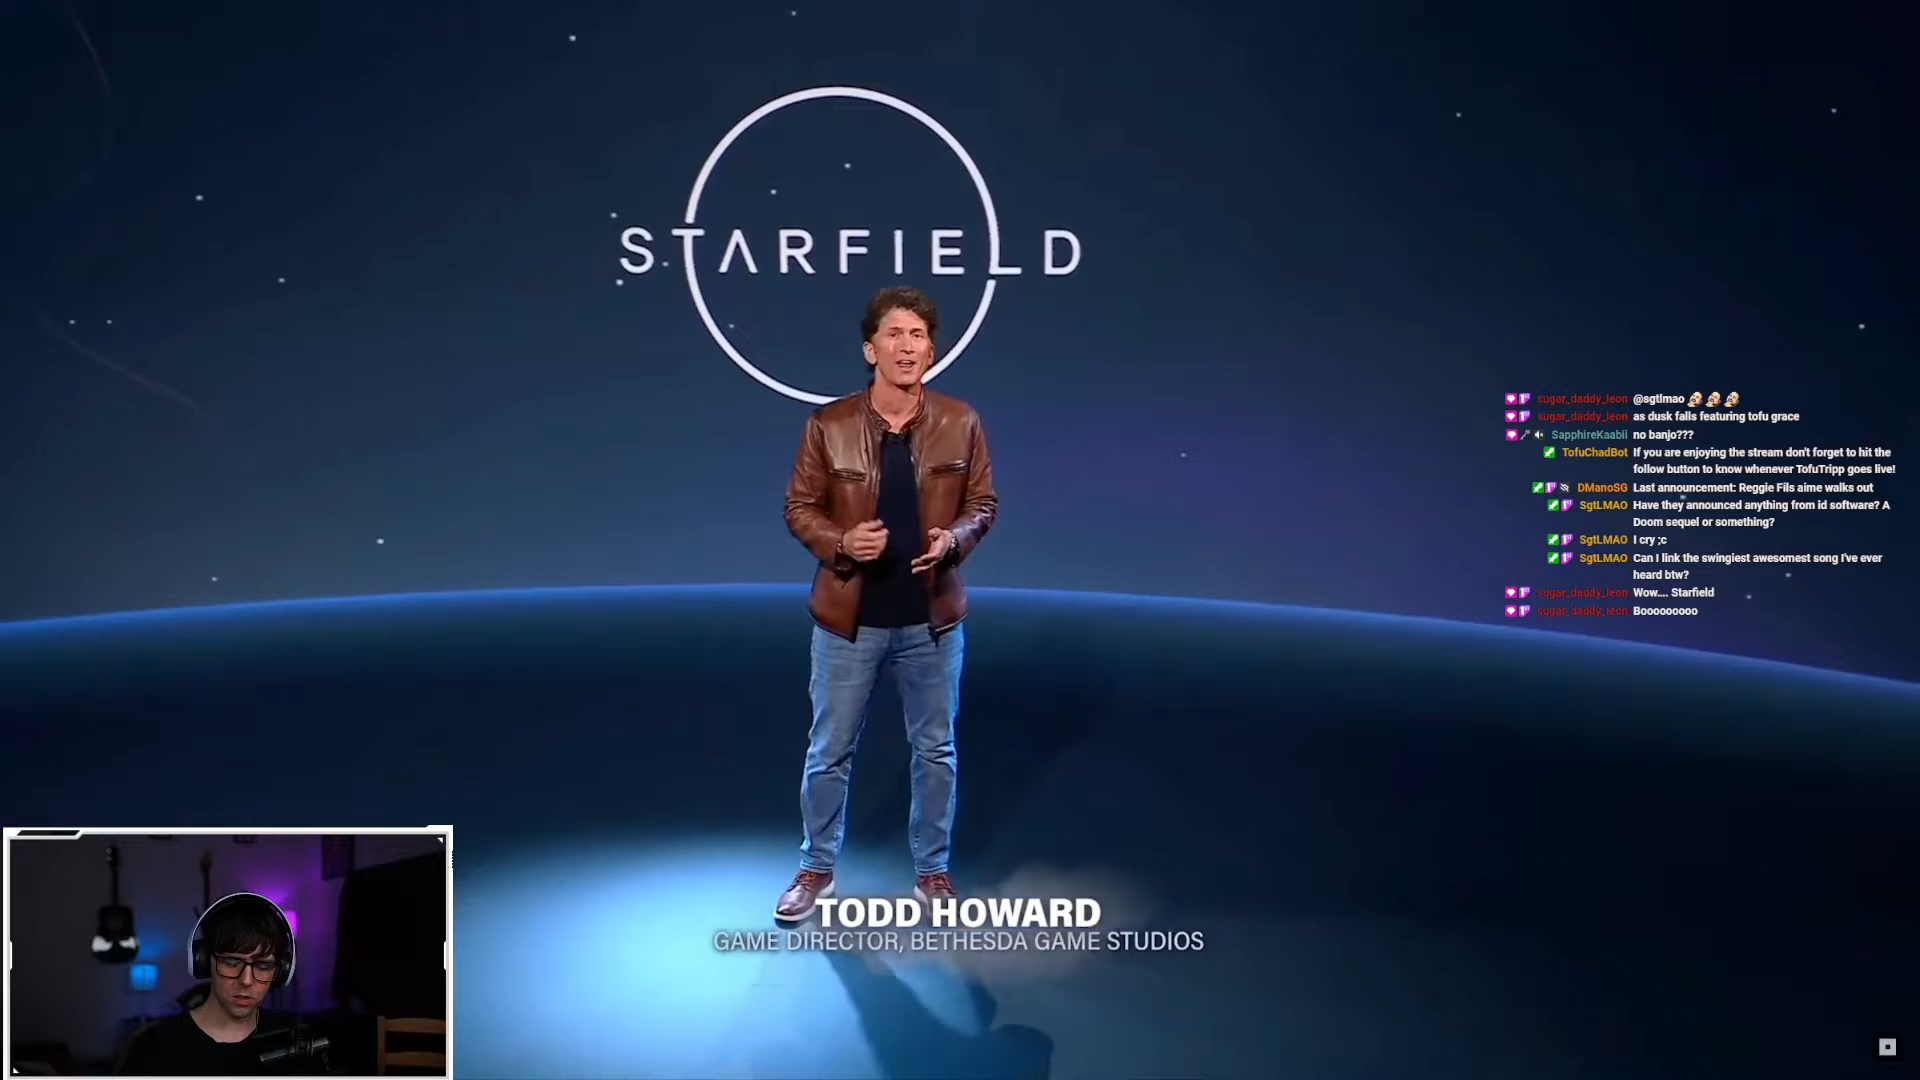 STARFIELD
sugar_daddy_leon @sgtlmao
sugar_daddy_leon as dusk falls featuring tofu grace
SapphireKaabii no banjo???
TofuChadBot If you are enjoying the stream don't forget to hit the
follow button to know whenever TofuTripp goes live!
DManoSG Last announcement: Reggie Fils aime walks out
SgtLMAO Have they announced anything from id software? A
Doom sequel or something?
SgtLMAO I cry ;c
SgtLMAO Can I link the swingiest awesomest song I've ever
heard btw?
sugar_daddy_leon Wow.... Starfield
sugar_daddy_leon Booooooooo
TODD HOWARD
GAME DIRECTOR, BETHESDA GAME STUDIOS